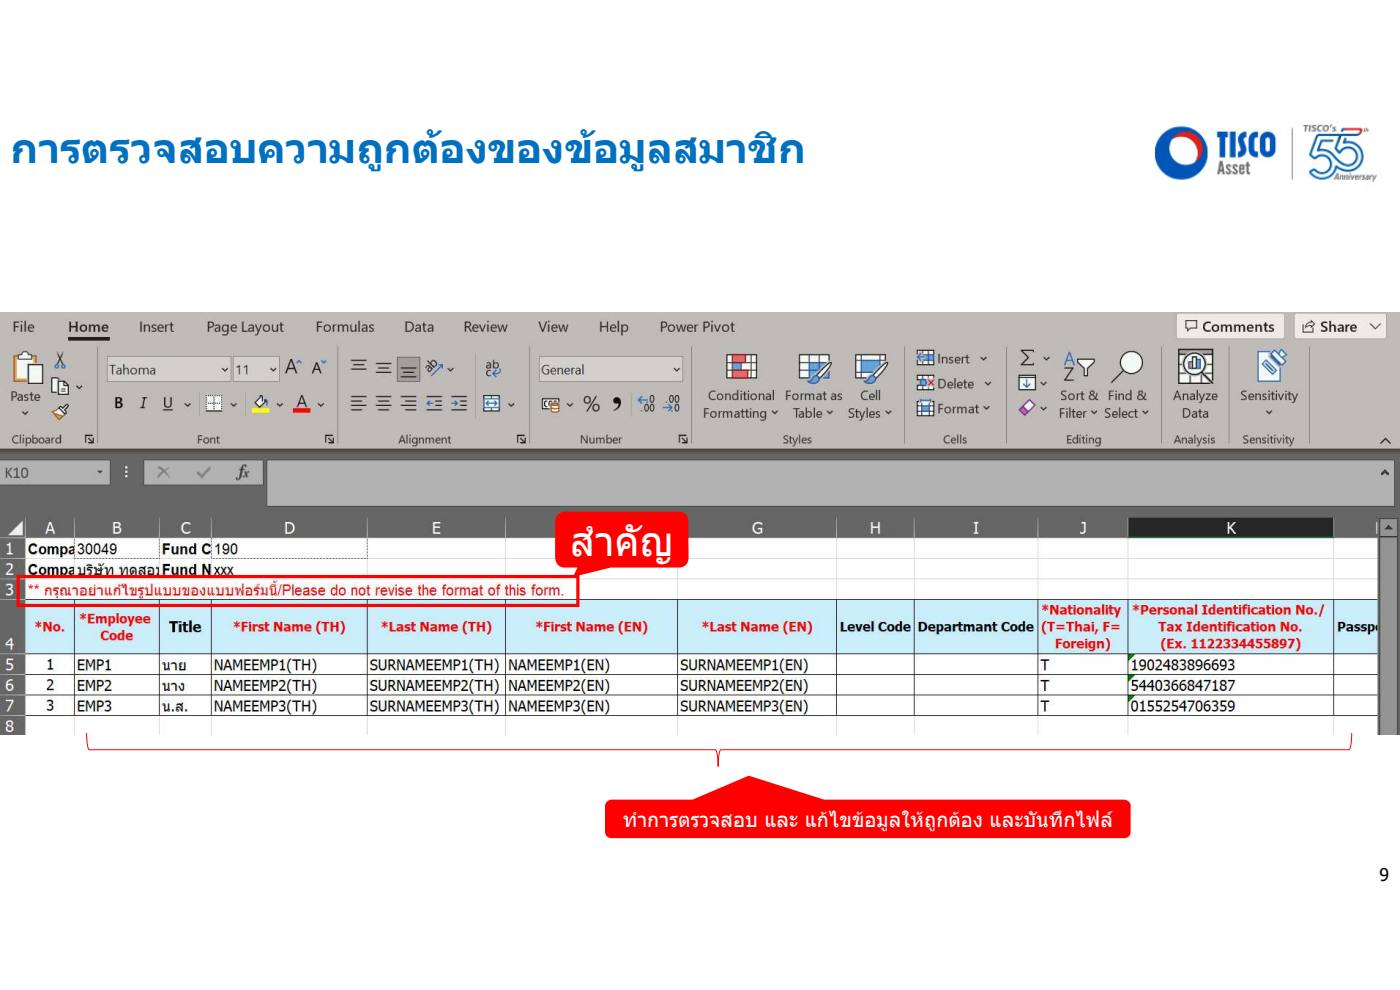 การตรวจสอบความถูกต้องของข้อมูลสมาชิก
TISCO
Asset
TISCO's
th
55
Anniversary
File Home Insert Page Layout Formulas Data Review View Help Power Pivot Comments Share
Paste
Tahoma 11
General
Conditional Formatting
Format as Table
Cell Styles
Insert
Delete
Format
Sort & Filter
Find & Select
Analyze Data
Sensitivity
Clipboard Font Alignment Number Styles Cells Editing Analysis Sensitivity
K10 fx
A B C D E G H I J K
สำคัญ
1 Compa 30049 Fund C 190
2 Compa บริษัท ทดสอ Fund N xxx
3 ** กรุณาอย่าแก้ไขรูปแบบของแบบฟอร์มนี้/Please do not revise the format of this form.
4 *No. *Employee Code Title *First Name (TH) *Last Name (TH) *First Name (EN) *Last Name (EN) Level Code Departmant Code *Nationality (T=Thai, F= Foreign) *Personal Identification No./ Tax Identification No. (Ex. 1122334455897) Passp
5 1 EMP1 นาย NAMEEMP1(TH) SURNAMEEMP1(TH) NAMEEMP1(EN) SURNAMEEMP1(EN) T 1902483896693
6 2 EMP2 นาง NAMEEMP2(TH) SURNAMEEMP2(TH) NAMEEMP2(EN) SURNAMEEMP2(EN) T 5440366847187
7 3 EMP3 น.ส. NAMEEMP3(TH) SURNAMEEMP3(TH) NAMEEMP3(EN) SURNAMEEMP3(EN) T 0155254706359
8
ทำการตรวจสอบ และ แก้ไขข้อมูลให้ถูกต้อง และบันทึกไฟล์
9